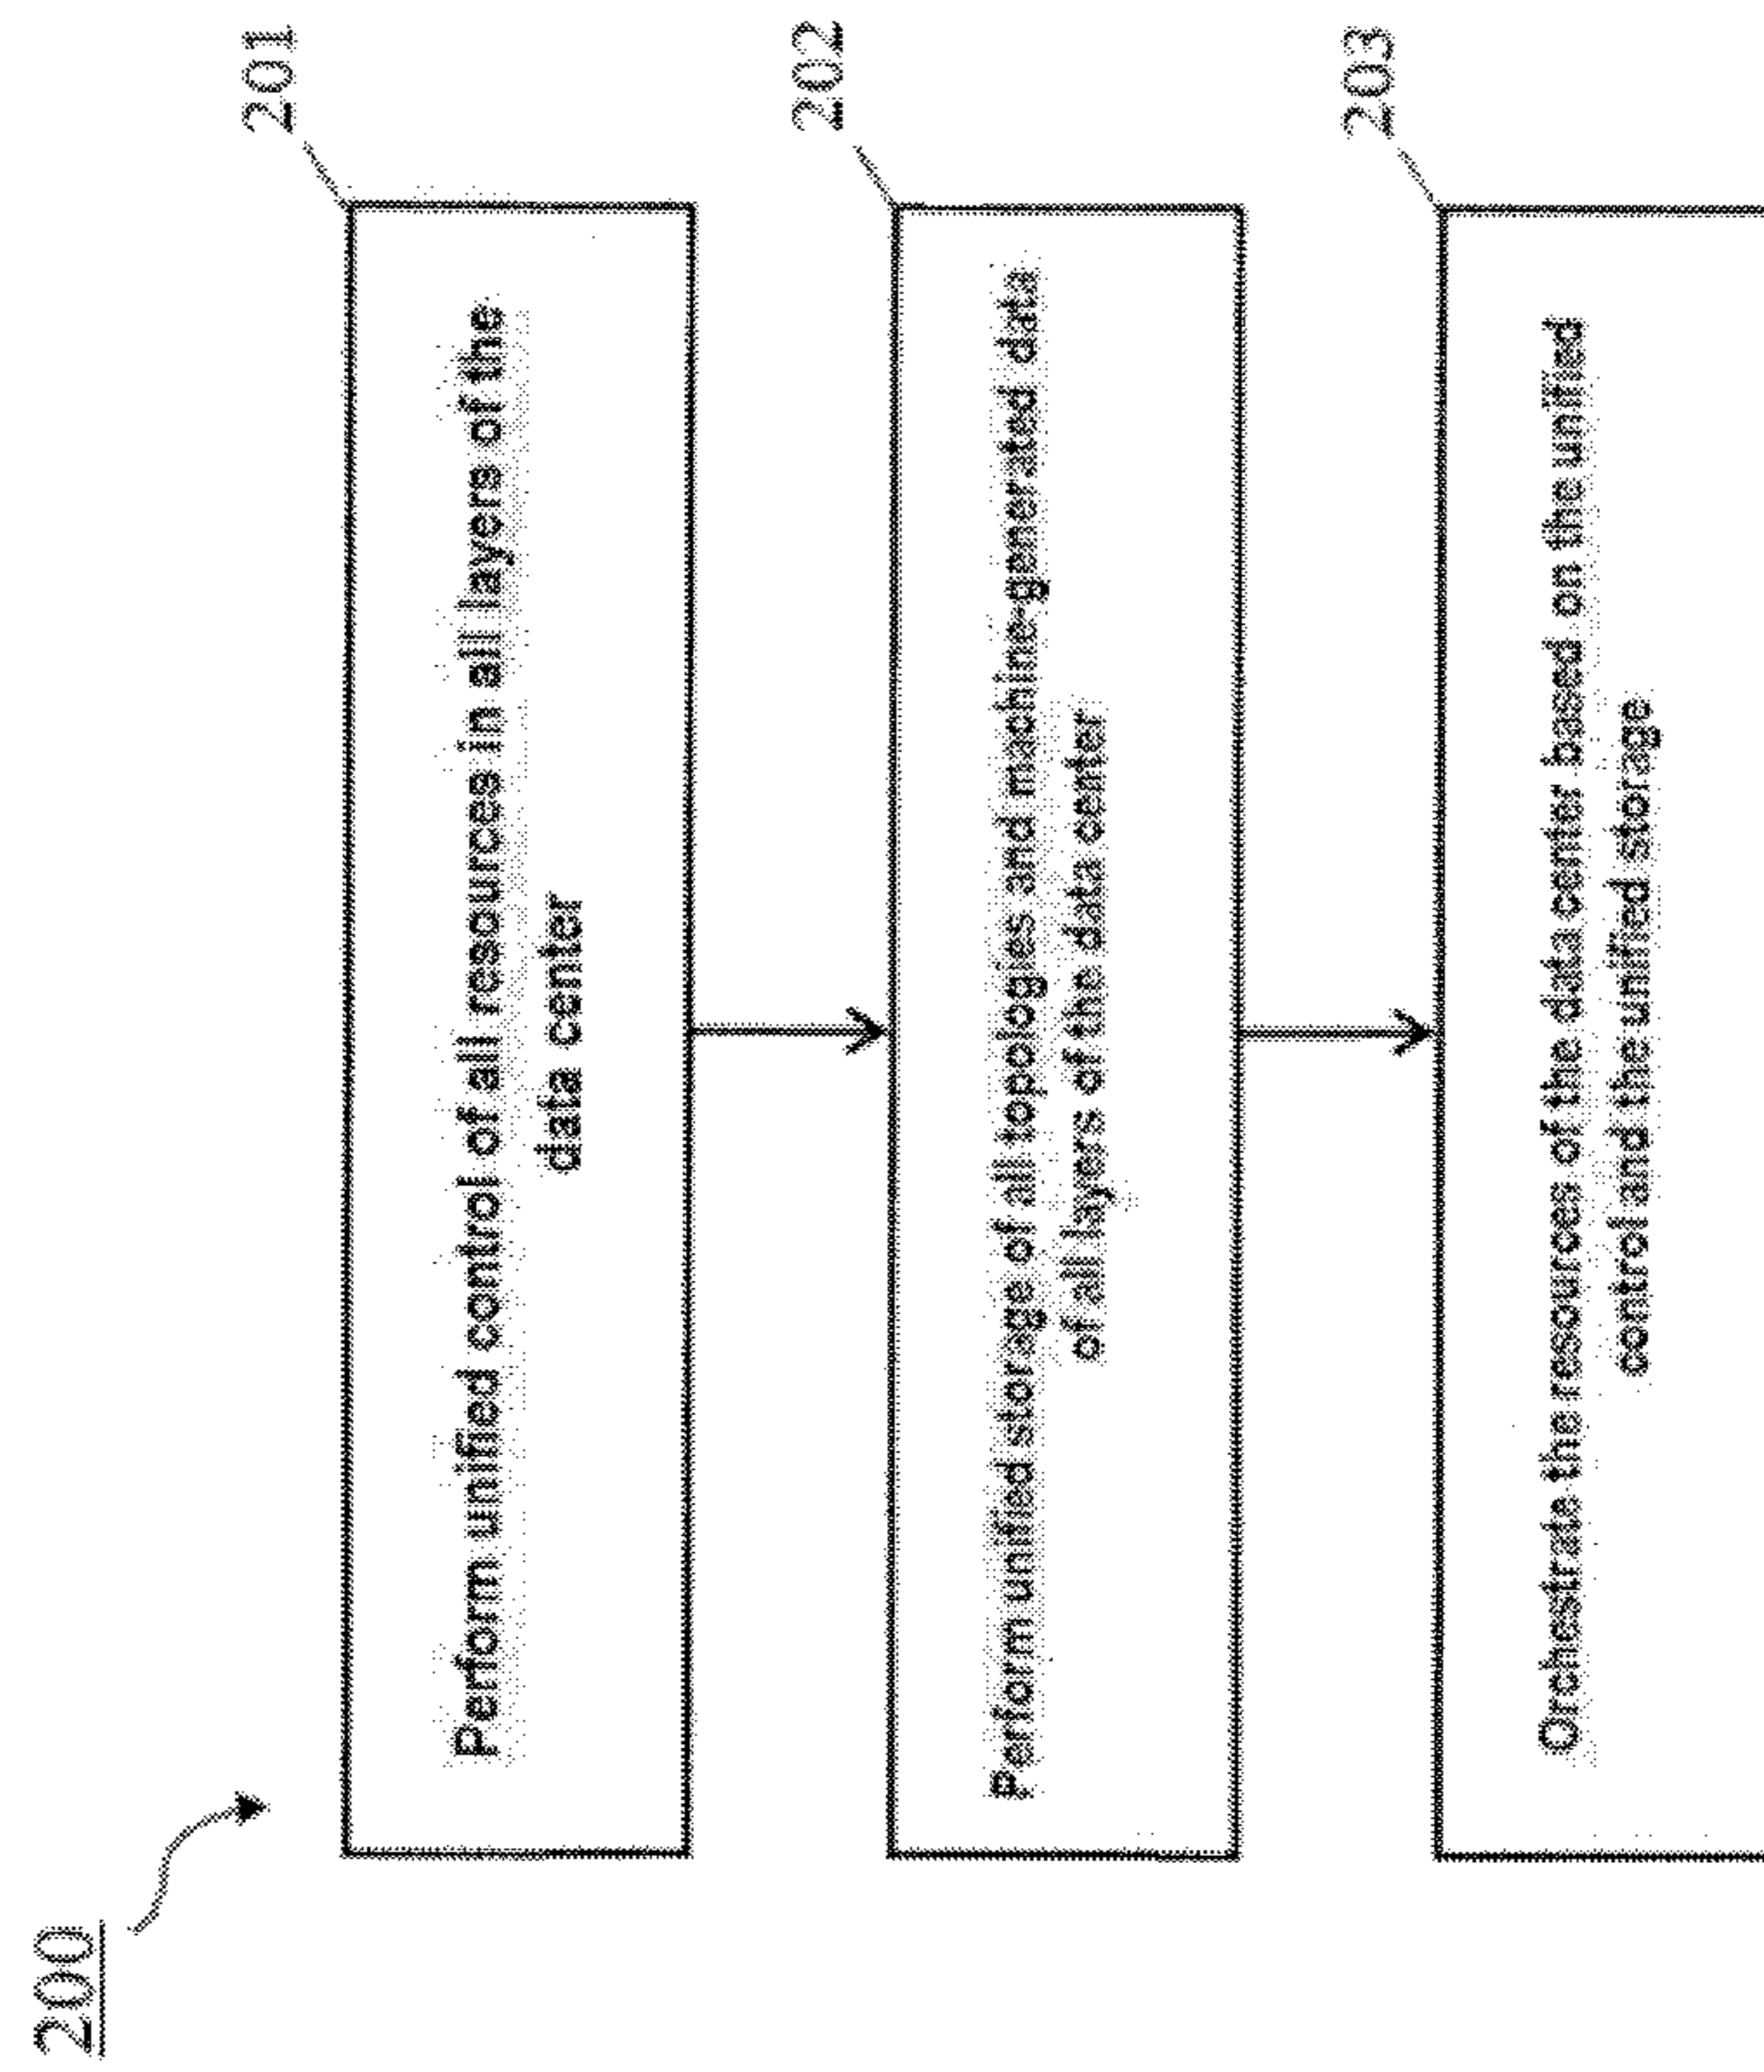 200
201
Perform unified control of all resources in all layers of the
data center
202
Perform unified storage of all topologies and machine-generated data
of all layers of the data center
203
Orchestrate the resources of the data center based on the unified
control and the unified storage